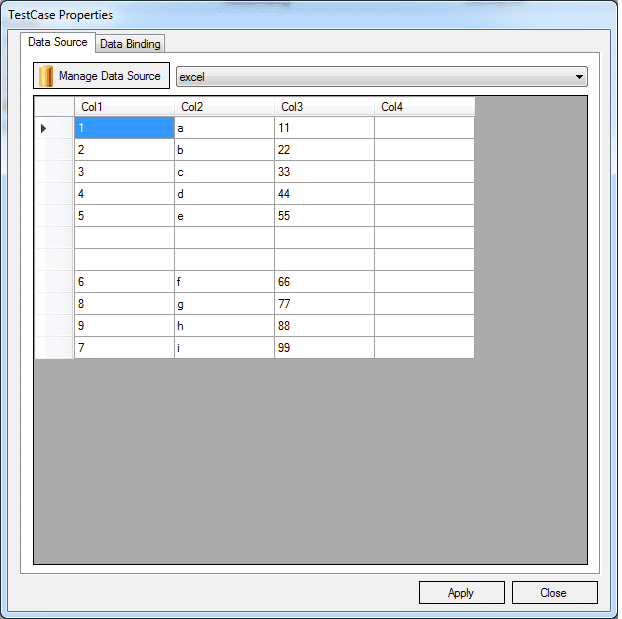 TestCase Properties
Data Source Data Binding
Manage Data Source excel
Col1 Col2 Col3 Col4
1 a 11
2 b 22
3 c 33
4 d 44
5 e 55
6 f 66
8 g 77
9 h 88
7 i 99
Apply Close